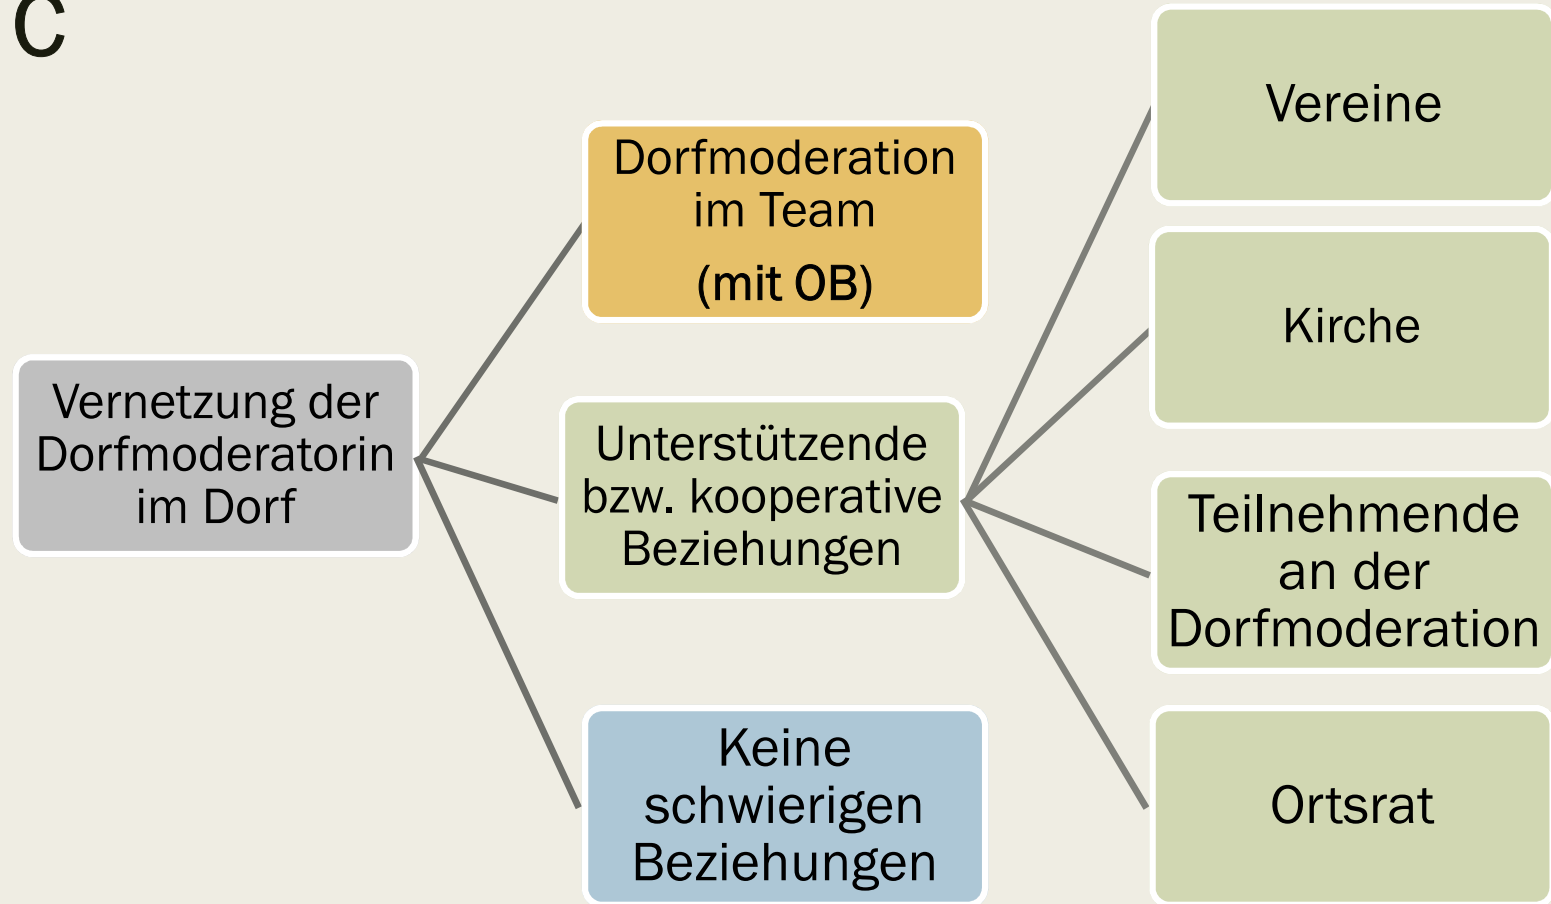 C
Vernetzung der
Dorfmoderatorin
im Dorf
Dorfmoderation
im Team
(mit OB)
Unterstützende
bzw. kooperative
Beziehungen
Keine
schwierigen
Beziehungen
Vereine
Kirche
Teilnehmende
an der
Dorfmoderation
Ortsrat